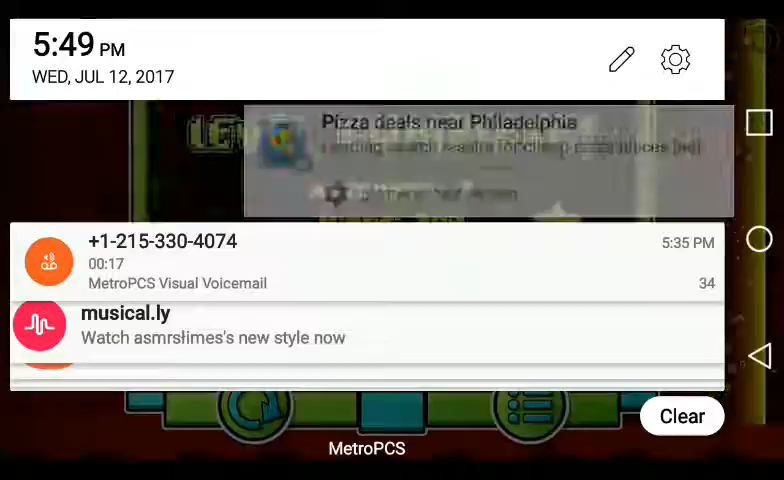 5:49 PM
WED, JUL 12, 2017
Pizza deals near Philadelphia
+1-215-330-4074
5:35 PM
00:17
MetroPCS Visual Voicemail
34
musical.ly
Watch asmrslimes's new style now
Clear
MetroPCS